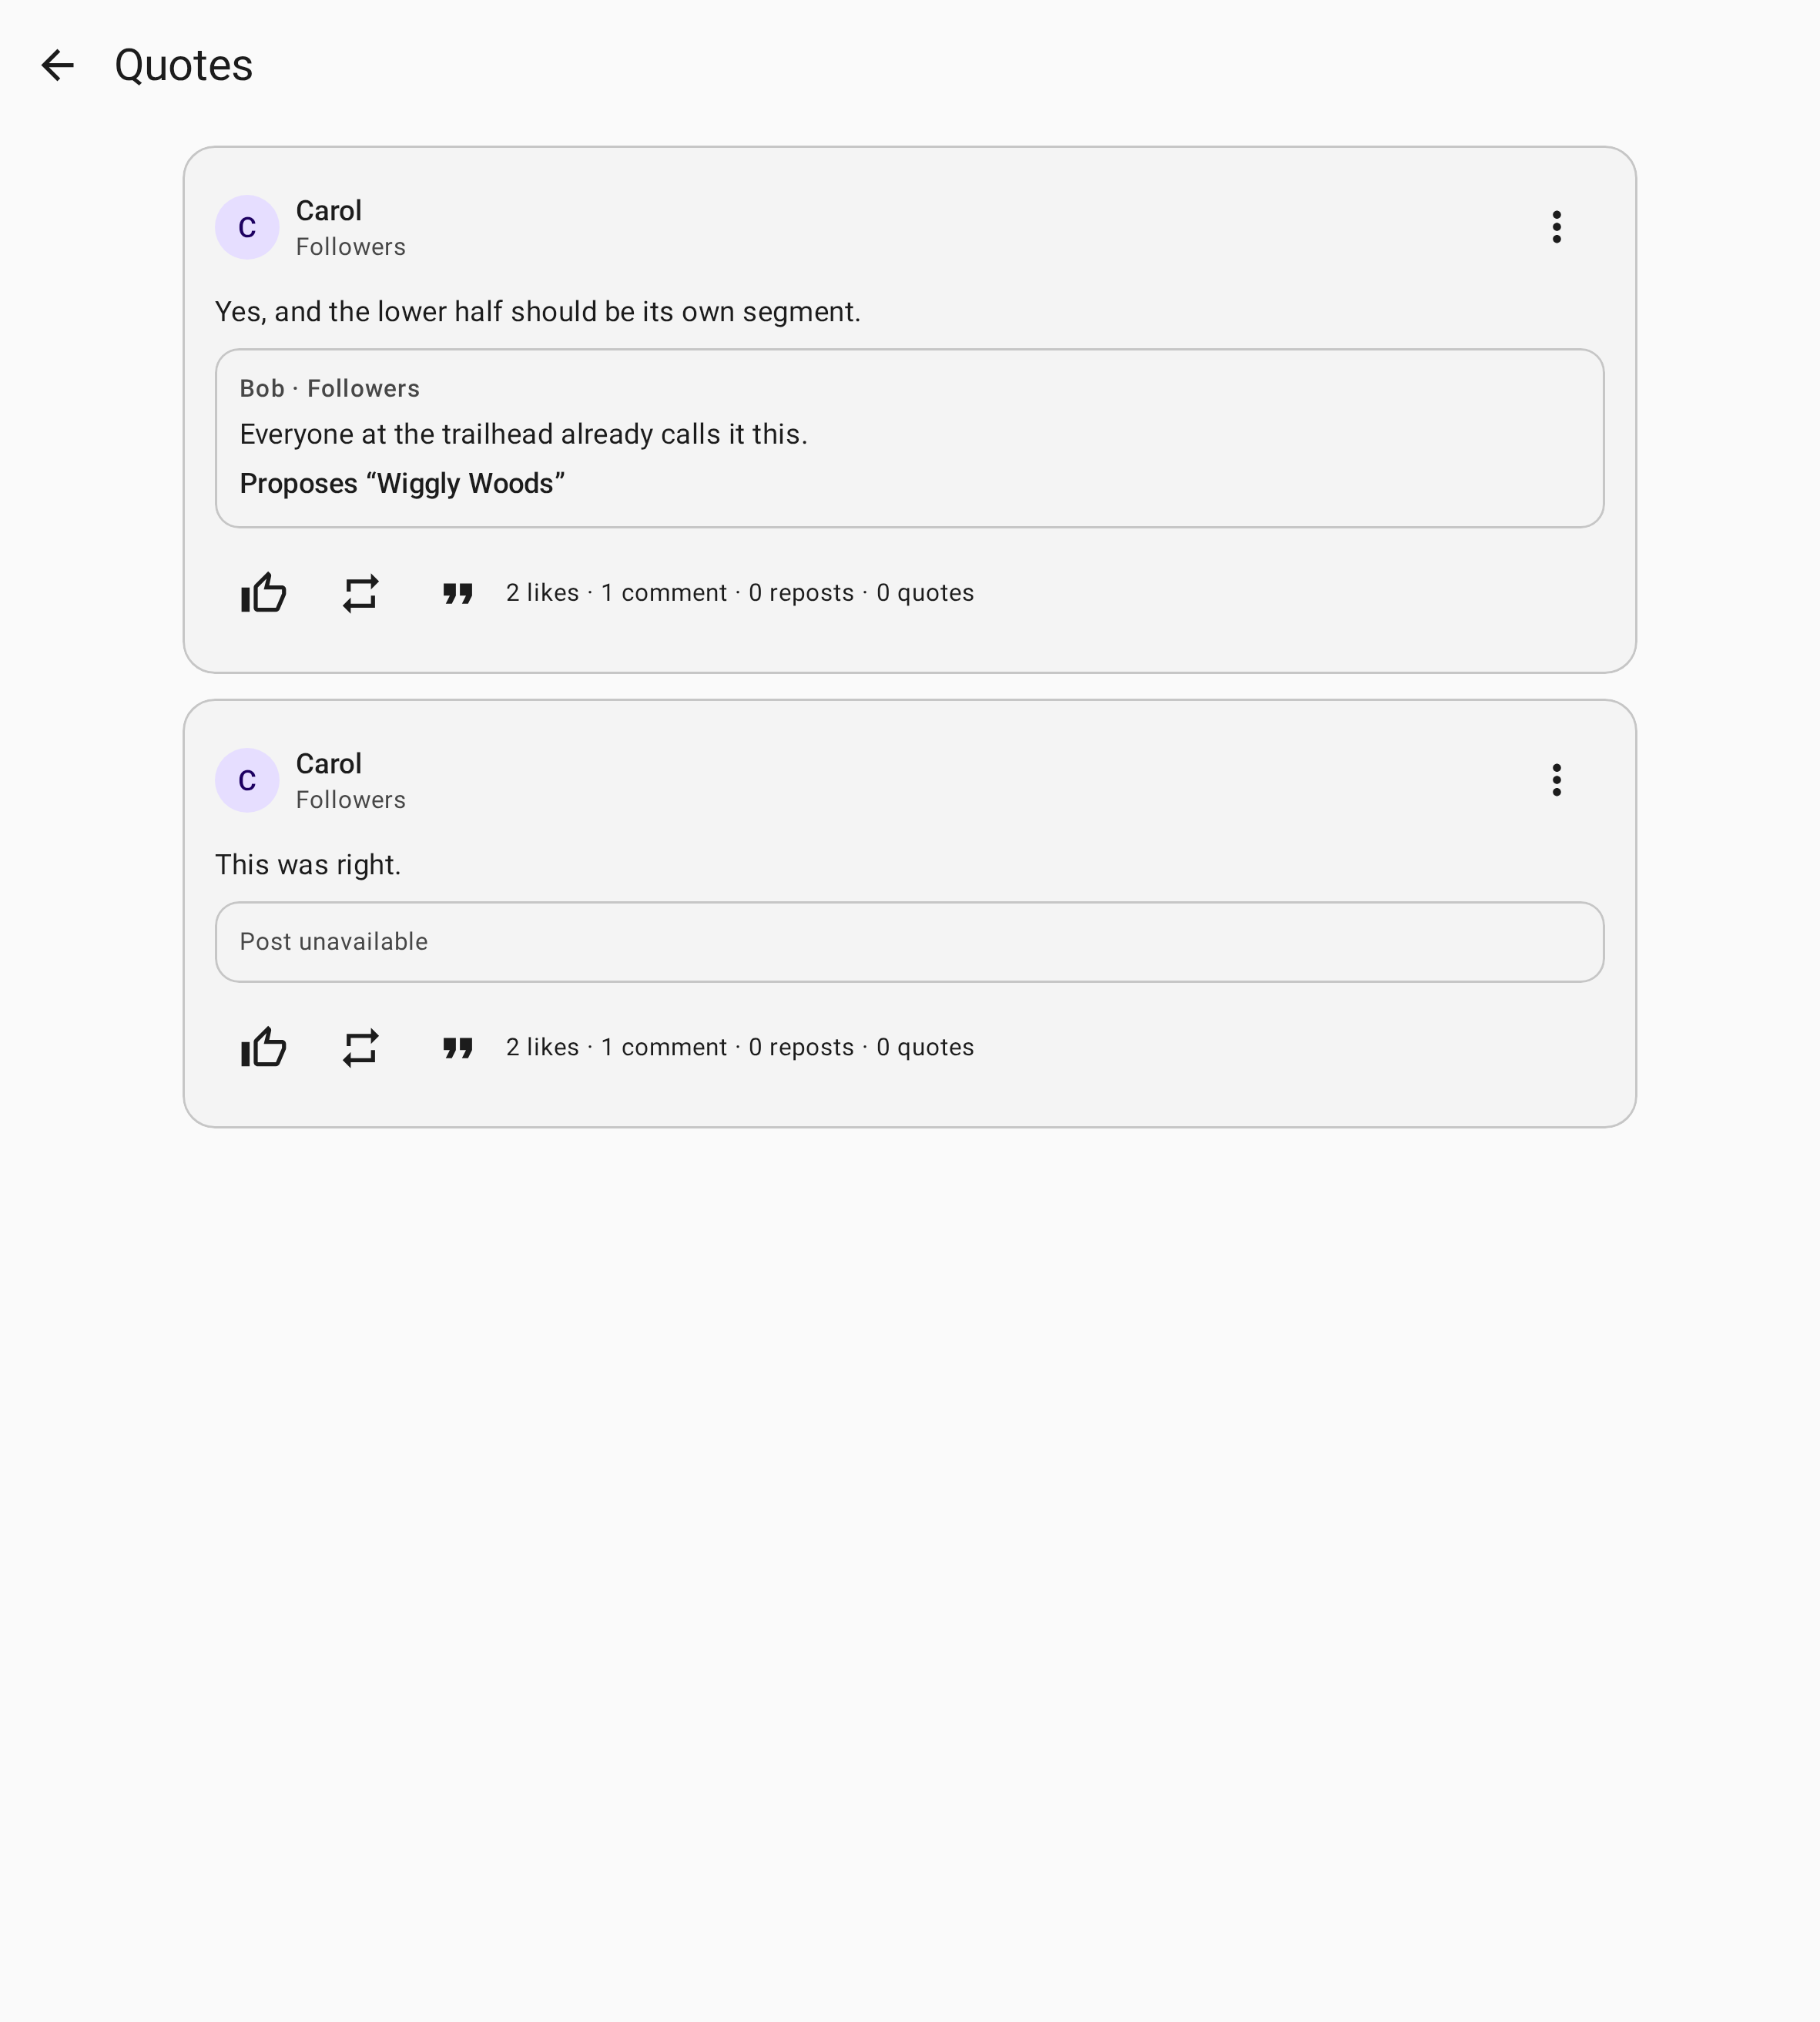 Quotes
C
Carol
Followers
Yes, and the lower half should be its own segment.
Bob · Followers
Everyone at the trailhead already calls it this.
Proposes “Wiggly Woods”
2 likes · 1 comment · 0 reposts · 0 quotes
C
Carol
Followers
This was right.
Post unavailable
2 likes · 1 comment · 0 reposts · 0 quotes